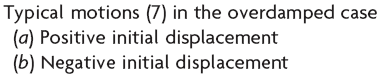 Typical motions (7) in the overdamped case
(a) Positive initial displacement
(b) Negative initial displacement